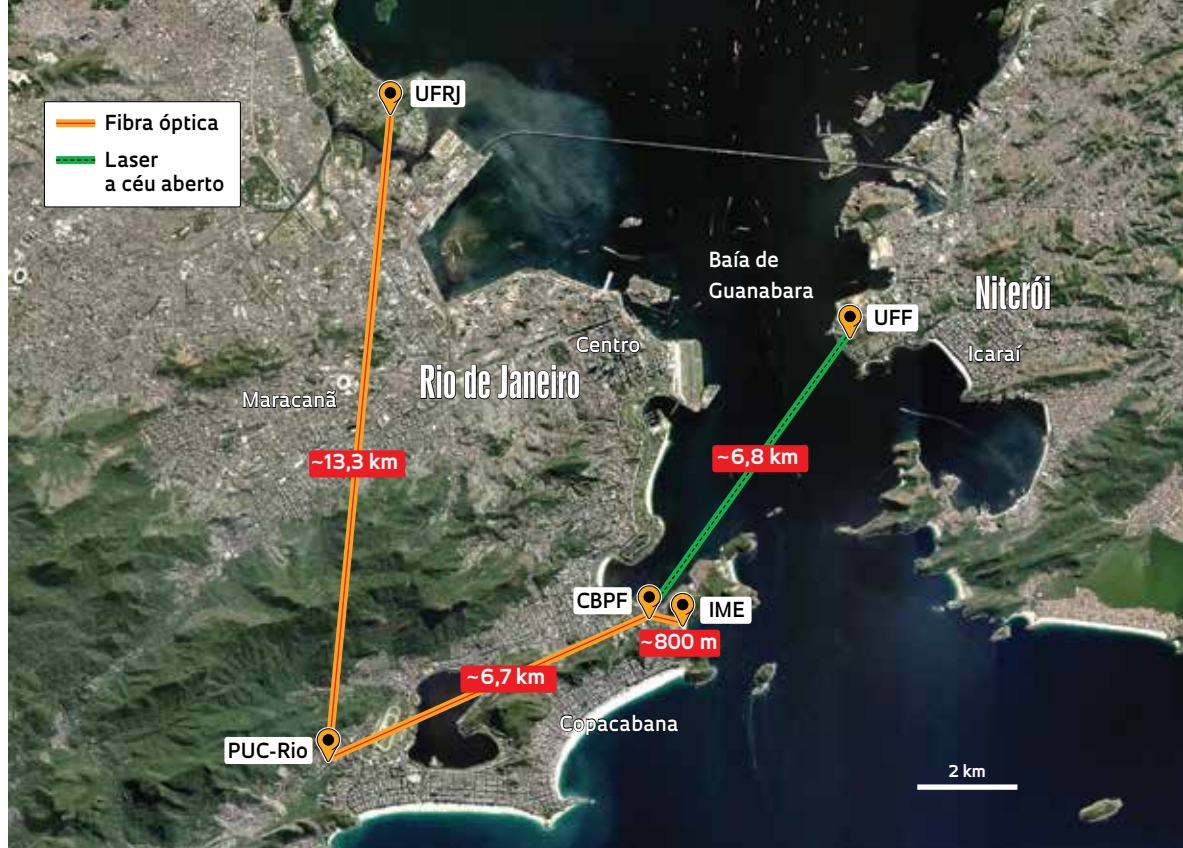 UFRJ
Fibra óptica
Laser
a céu aberto
Baía de
Guanabara
Niterói
UFF
Centro
Icaraí
Rio de Janeiro
Maracanã
~13,3 km
~6,8 km
CBPF
IME
~800 m
~6,7 km
Copacabana
PUC-Rio
2 km